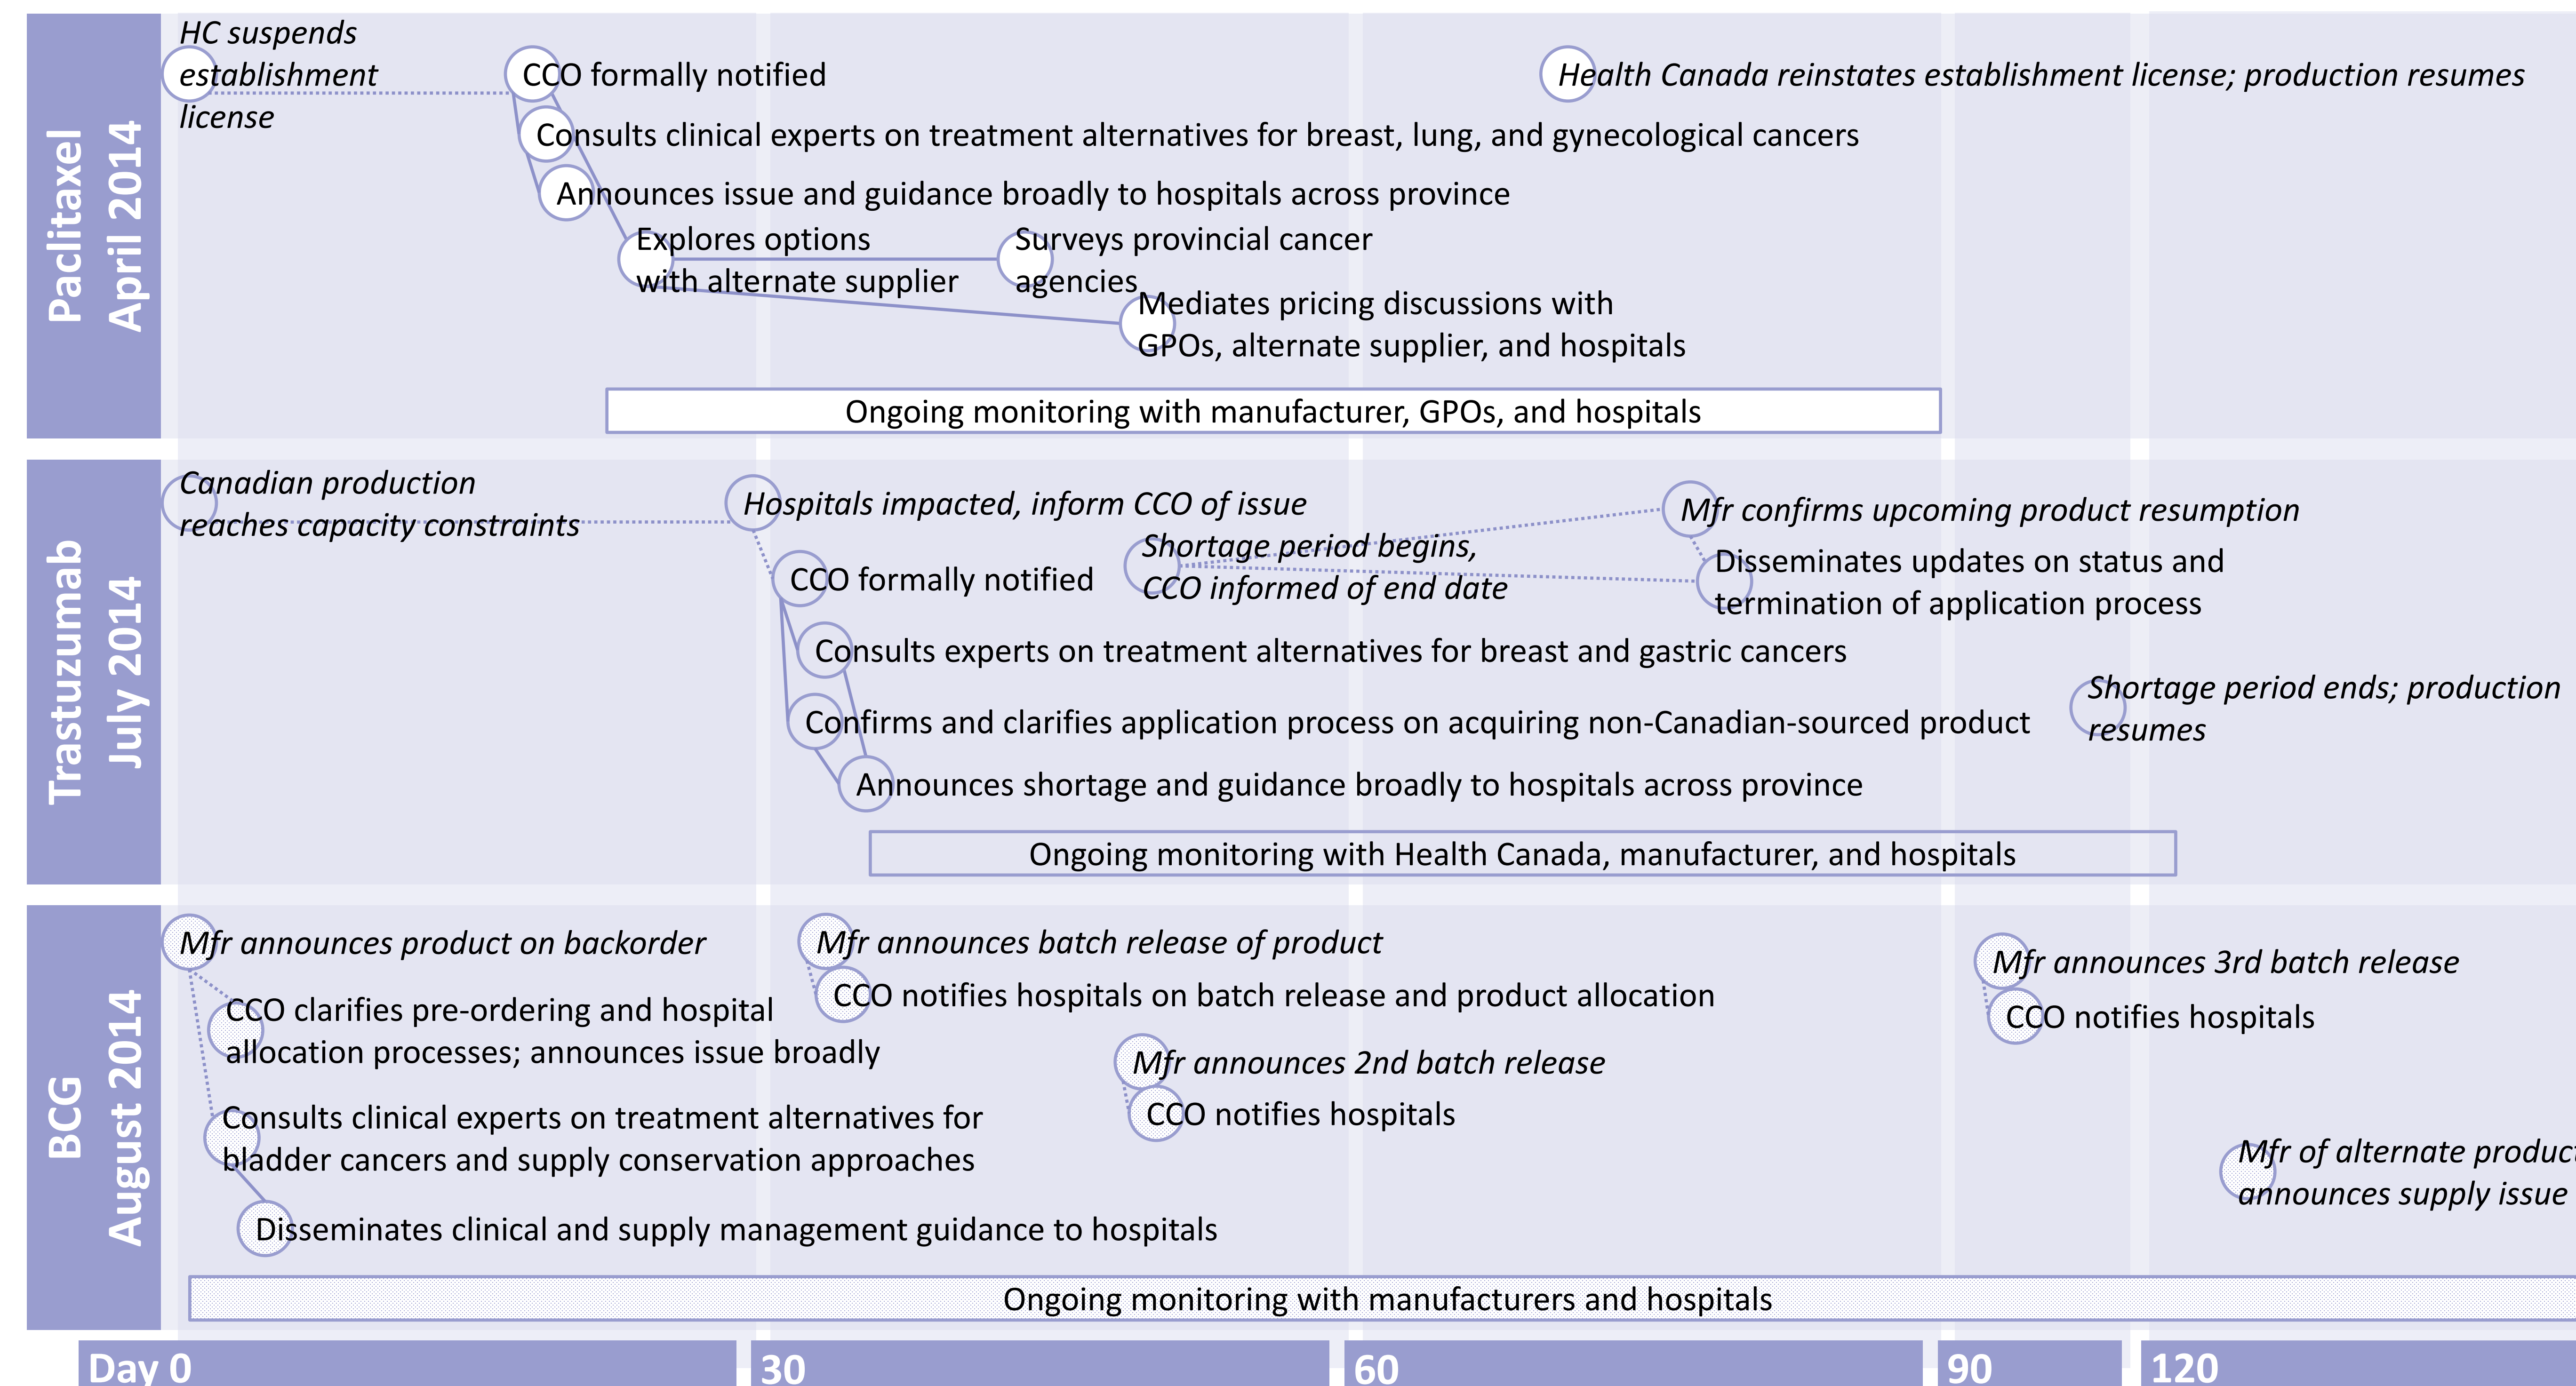 Paclitaxel
April 2014
HC suspends
establishment
license
CCO formally notified
Health Canada reinstates establishment license; production resumes
Consults clinical experts on treatment alternatives for breast, lung, and gynecological cancers
Announces issue and guidance broadly to hospitals across province
Explores options
with alternate supplier
Surveys provincial cancer
agencies
Mediates pricing discussions with
GPOs, alternate supplier, and hospitals
Ongoing monitoring with manufacturer, GPOs, and hospitals
Trastuzumab
July 2014
Canadian production
reaches capacity constraints
Hospitals impacted, inform CCO of issue
Mfr confirms upcoming product resumption
Shortage period begins,
CCO informed of end date
CCO formally notified
Disseminates updates on status and
termination of application process
Consults experts on treatment alternatives for breast and gastric cancers
Shortage period ends; production
resumes
Confirms and clarifies application process on acquiring non-Canadian-sourced product
Announces shortage and guidance broadly to hospitals across province
Ongoing monitoring with Health Canada, manufacturer, and hospitals
BCG
August 2014
Mfr announces product on backorder
Mfr announces batch release of product
Mfr announces 3rd batch release
CCO clarifies pre-ordering and hospital
allocation processes; announces issue broadly
CCO notifies hospitals on batch release and product allocation
CCO notifies hospitals
Mfr announces 2nd batch release
CCO notifies hospitals
Consults clinical experts on treatment alternatives for
bladder cancers and supply conservation approaches
Mfr of alternate product
announces supply issue
Disseminates clinical and supply management guidance to hospitals
Ongoing monitoring with manufacturers and hospitals
Day 0
30
60
90
120